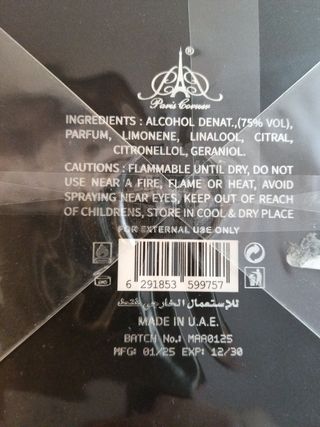 ®
Paris Corner
INGREDIENTS : ALCOHOL DENAT.,(75% VOL),
PARFUM, LIMONENE, LINALOOL, CITRAL,
CITRONELLOL, GERANIOL.
CAUTIONS : FLAMMABLE UNTIL DRY, DO NOT
USE NEAR A FIRE, FLAME OR HEAT, AVOID
SPRAYING NEAR EYES, KEEP OUT OF REACH
OF CHILDRENS, STORE IN COOL & DRY PLACE
FOR EXTERNAL USE ONLY
6 291853 599757
للإستعمال الخارجي فقط
MADE IN U.A.E.
BATCH No.: MAA0125
MFG: 01/25 EXP: 12/30